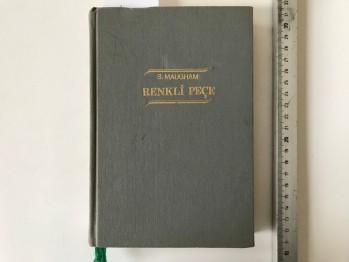 S. MAUGHAM
RENKLİ PEÇE